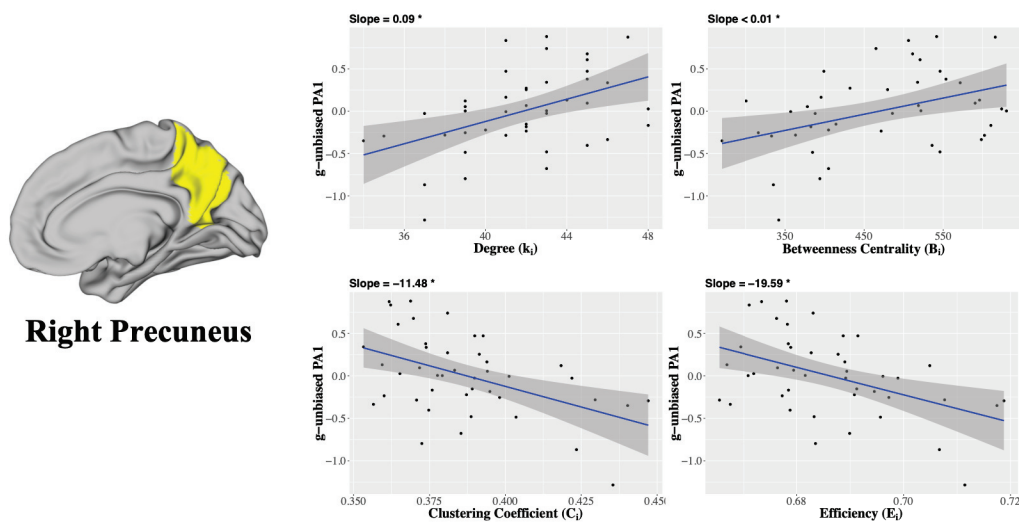 Slope = 0.09 *
g-unbiased PA1
0.5
0.0
−0.5
−1.0
36
40
44
48
Degree (ki)
Slope < 0.01 *
g-unbiased PA1
0.5
0.0
−0.5
−1.0
350
450
550
Betweenness Centrality (Bi)
Right Precuneus
Slope = −11.48 *
g-unbiased PA1
0.5
0.0
−0.5
−1.0
0.350
0.375
0.400
0.425
0.450
Clustering Coefficient (Ci)
Slope = −19.59 *
g-unbiased PA1
0.5
0.0
−0.5
−1.0
0.68
0.70
0.72
Efficiency (Ei)